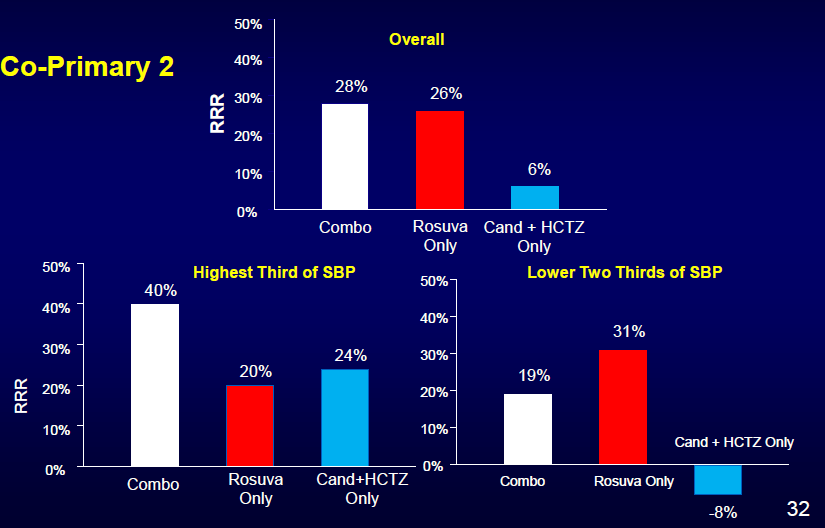 Co-Primary 2
Overall
RRR
50%
40%
30%
20%
10%
0%
28%
26%
6%
Combo
Rosuva
Only
Cand + HCTZ
Only
Highest Third of SBP
RRR
50%
40%
30%
20%
10%
0%
40%
20%
24%
Combo
Rosuva
Only
Cand+HCTZ
Only
Lower Two Thirds of SBP
50%
40%
30%
20%
10%
0%
19%
31%
Cand + HCTZ Only
Combo
Rosuva Only
-8%
32